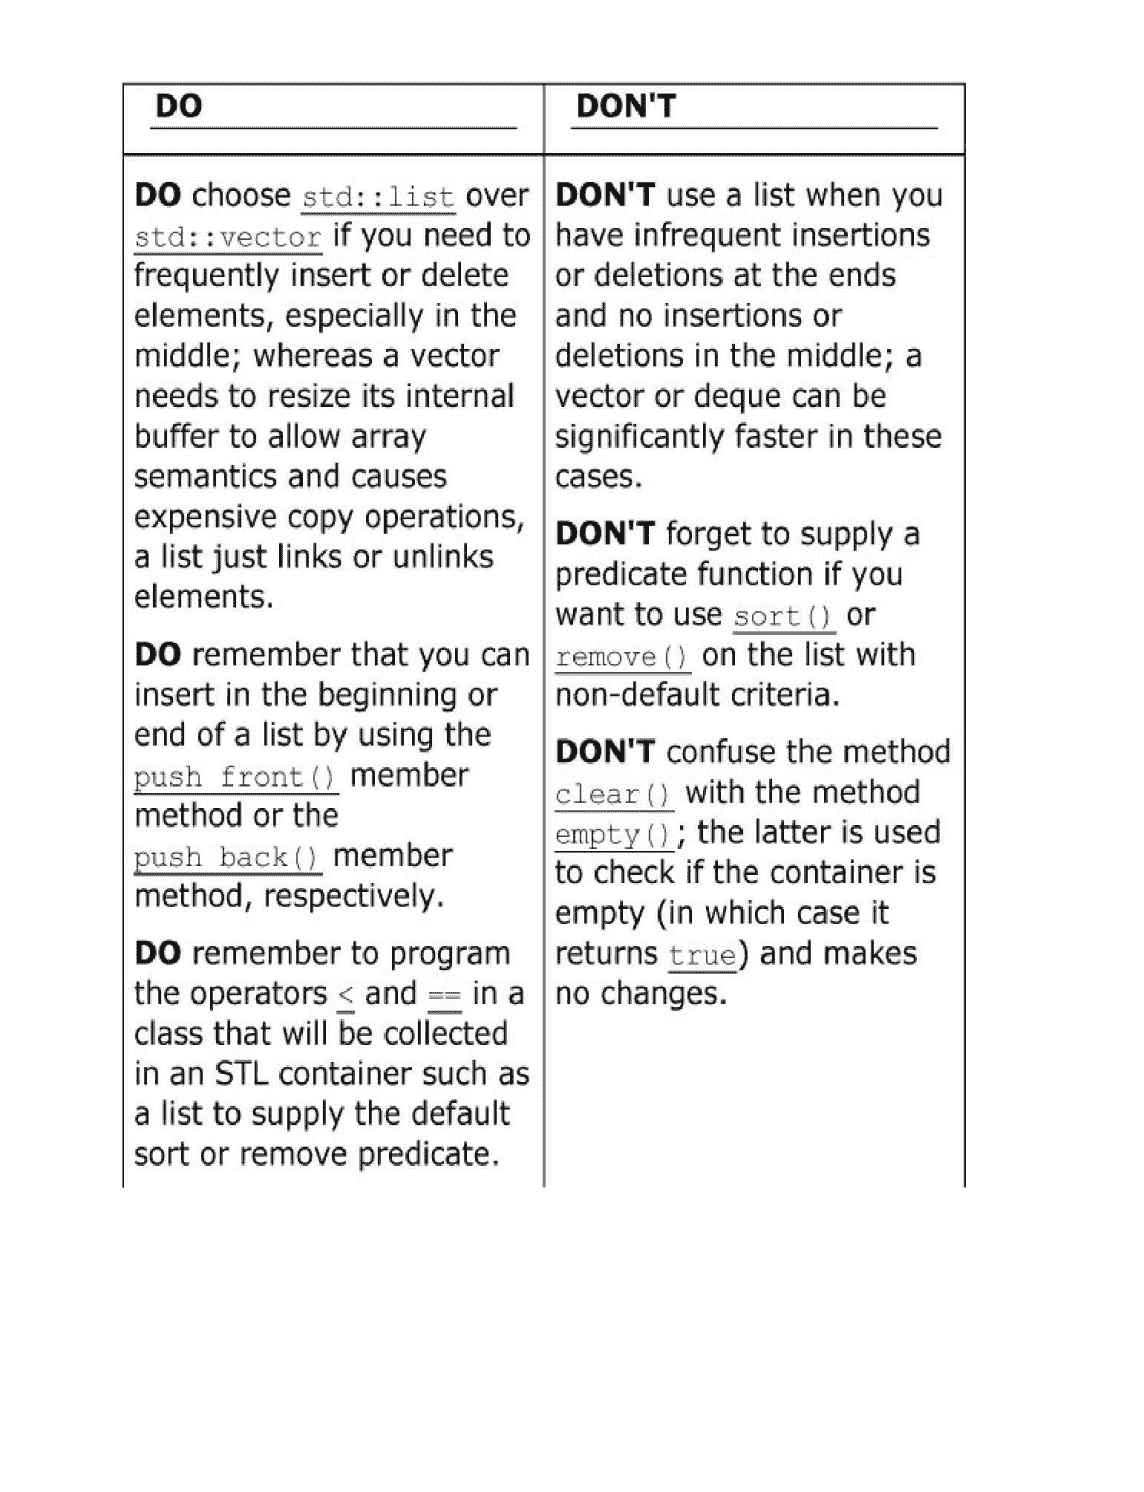 DO
DO choose std::list over
std::vector if you need to
frequently insert or delete
elements, especially in the
middle; whereas a vector
needs to resize its internal
buffer to allow array
semantics and causes
expensive copy operations,
a list just links or unlinks
elements.
DO remember that you can
insert in the beginning or
end of a list by using the
push_front() member
method or the
push_back() member
method, respectively.
DO remember to program
the operators < and == in a
class that will be collected
in an STL container such as
a list to supply the default
sort or remove predicate.
DON'T
DON'T use a list when you
have infrequent insertions
or deletions at the ends
and no insertions or
deletions in the middle; a
vector or deque can be
significantly faster in these
cases.
DON'T forget to supply a
predicate function if you
want to use sort() or
remove() on the list with
non-default criteria.
DON'T confuse the method
clear() with the method
empty(); the latter is used
to check if the container is
empty (in which case it
returns true) and makes
no changes.